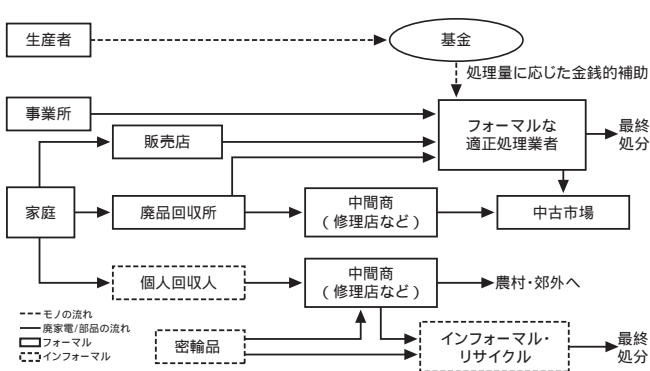 生産者
基金
処理量に応じた金銭的補助
事業所
フォーマルな
適正処理業者
最終
処分
販売店
家庭
廃品回収所
中間商
(修理店など)
中古市場
個人回収人
中間商
(修理店など)
農村・郊外へ
モノの流れ
廃家電/部品の流れ
フォーマル
インフォーマル
密輸品
インフォーマル・
リサイクル
最終
処分